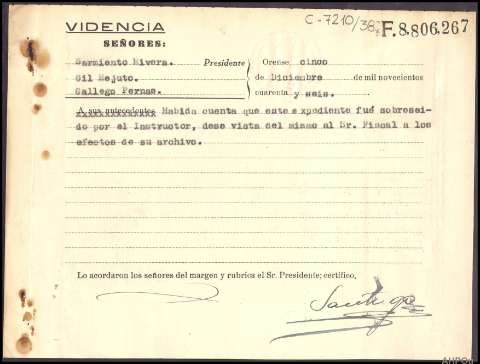 C-7210/38
F.8.806.267
VIDENCIA
SEÑORES:
Sarmiento Rivera. Presidente
Gil Mejuto.
Gallego Pernas.
Orense, cinco
de Diciembre de mil novecientos
cuarenta y seis.
A sus antecedentes Habida cuenta que este expediente fué sobresei-
do por el Instructor, dese vista del mismo al Sr. Fiscal a los
efectos de su archivo.
Lo acordaron los señores del margen y rubrica el Sr. Presidente; certifico,